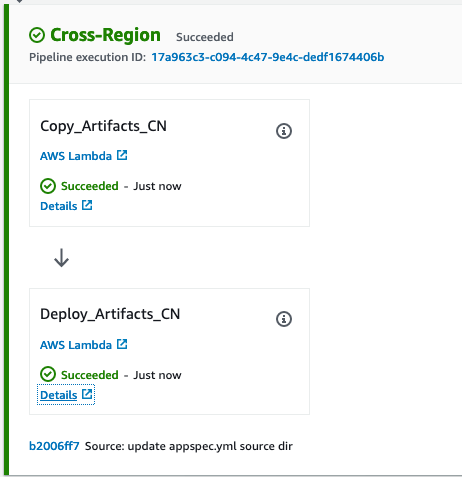 Cross-Region Succeeded
Pipeline execution ID: 17a963c3-c094-4c47-9e4c-dedf1674406b
Copy_Artifacts_CN
AWS Lambda
Succeeded - Just now
Details
Deploy_Artifacts_CN
AWS Lambda
Succeeded - Just now
Details
b2006ff7 Source: update appspec.yml source dir